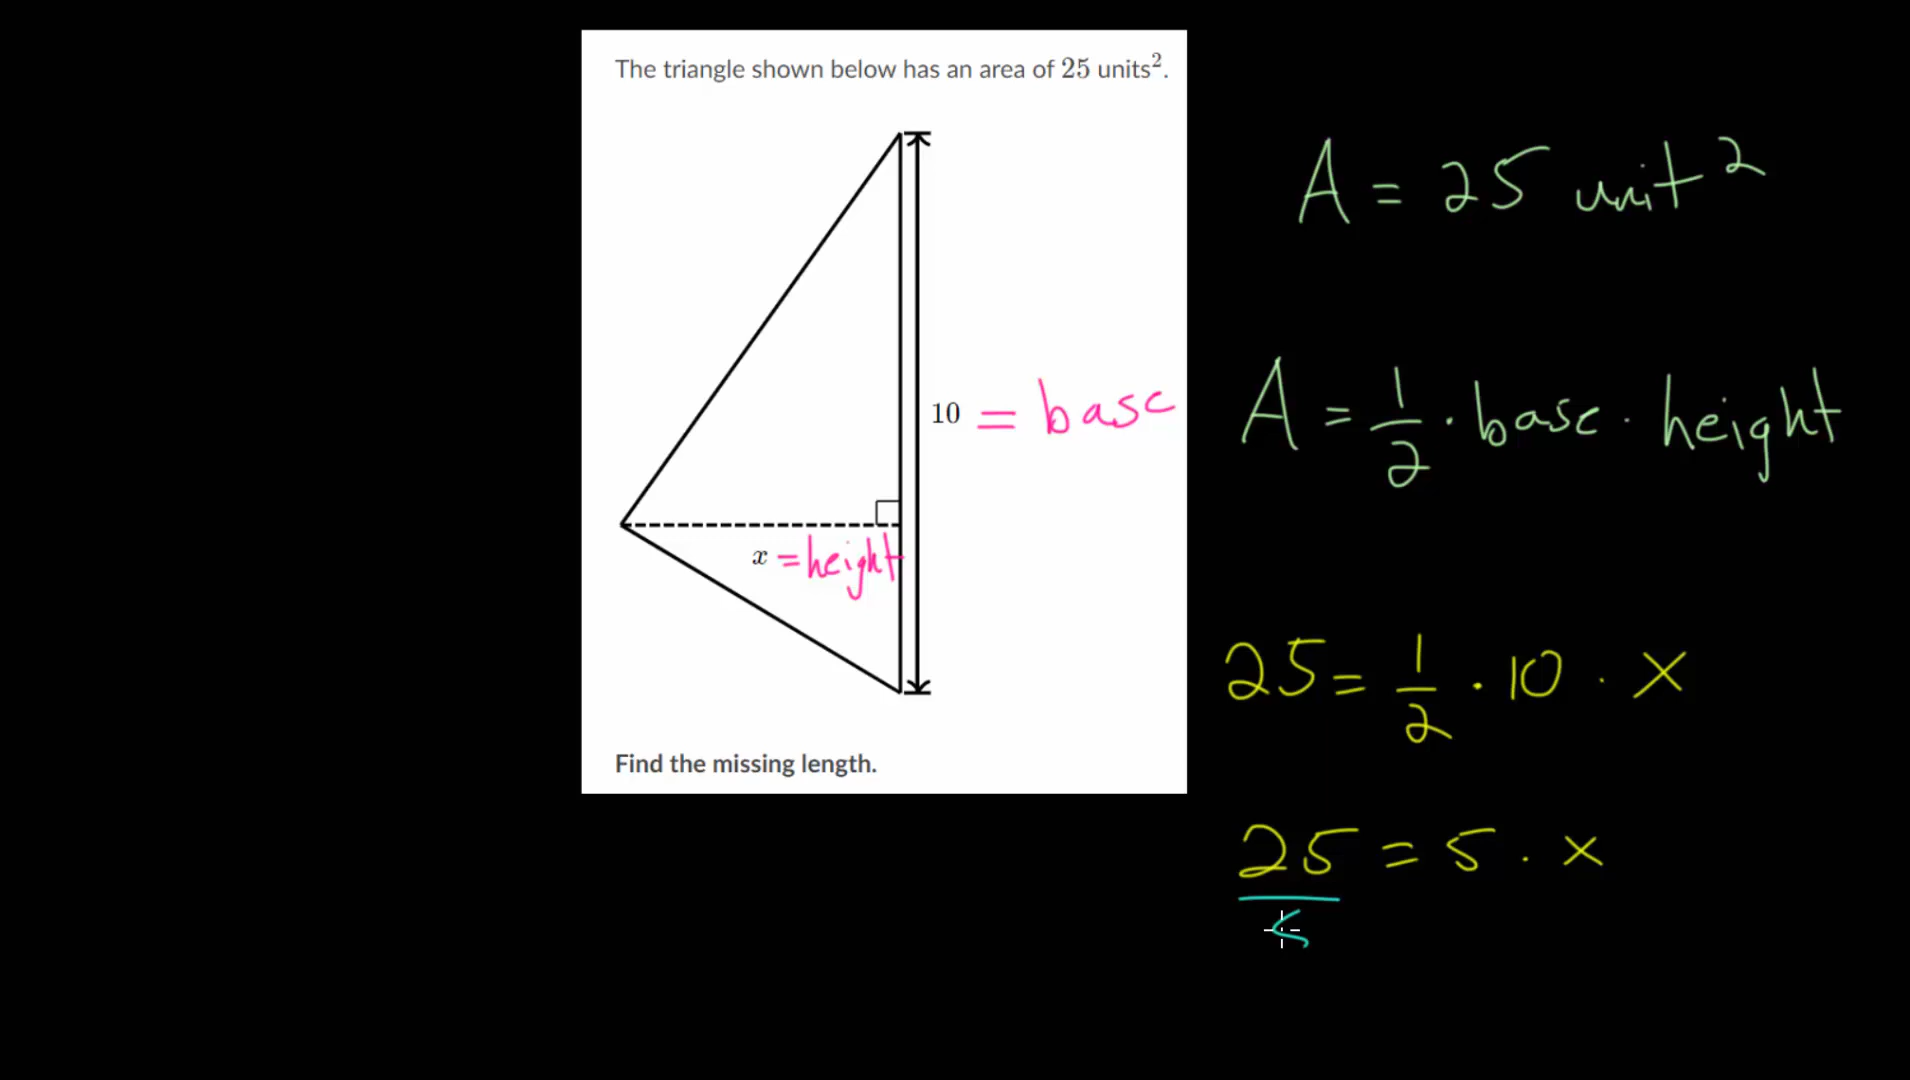 The triangle shown below has an area of 25 units².
10 = base
x = height
Find the missing length.
A = 25 unit²
A = 1/2 · base · height
25 = 1/2 · 10 · x
25 = 5 · x
5